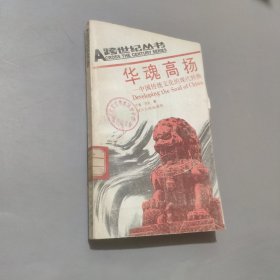 跨世纪丛书
ACROSS THE CENTURY SERIES
华魂高扬
—中国传统文化的现代转换
Developing the Soul of China